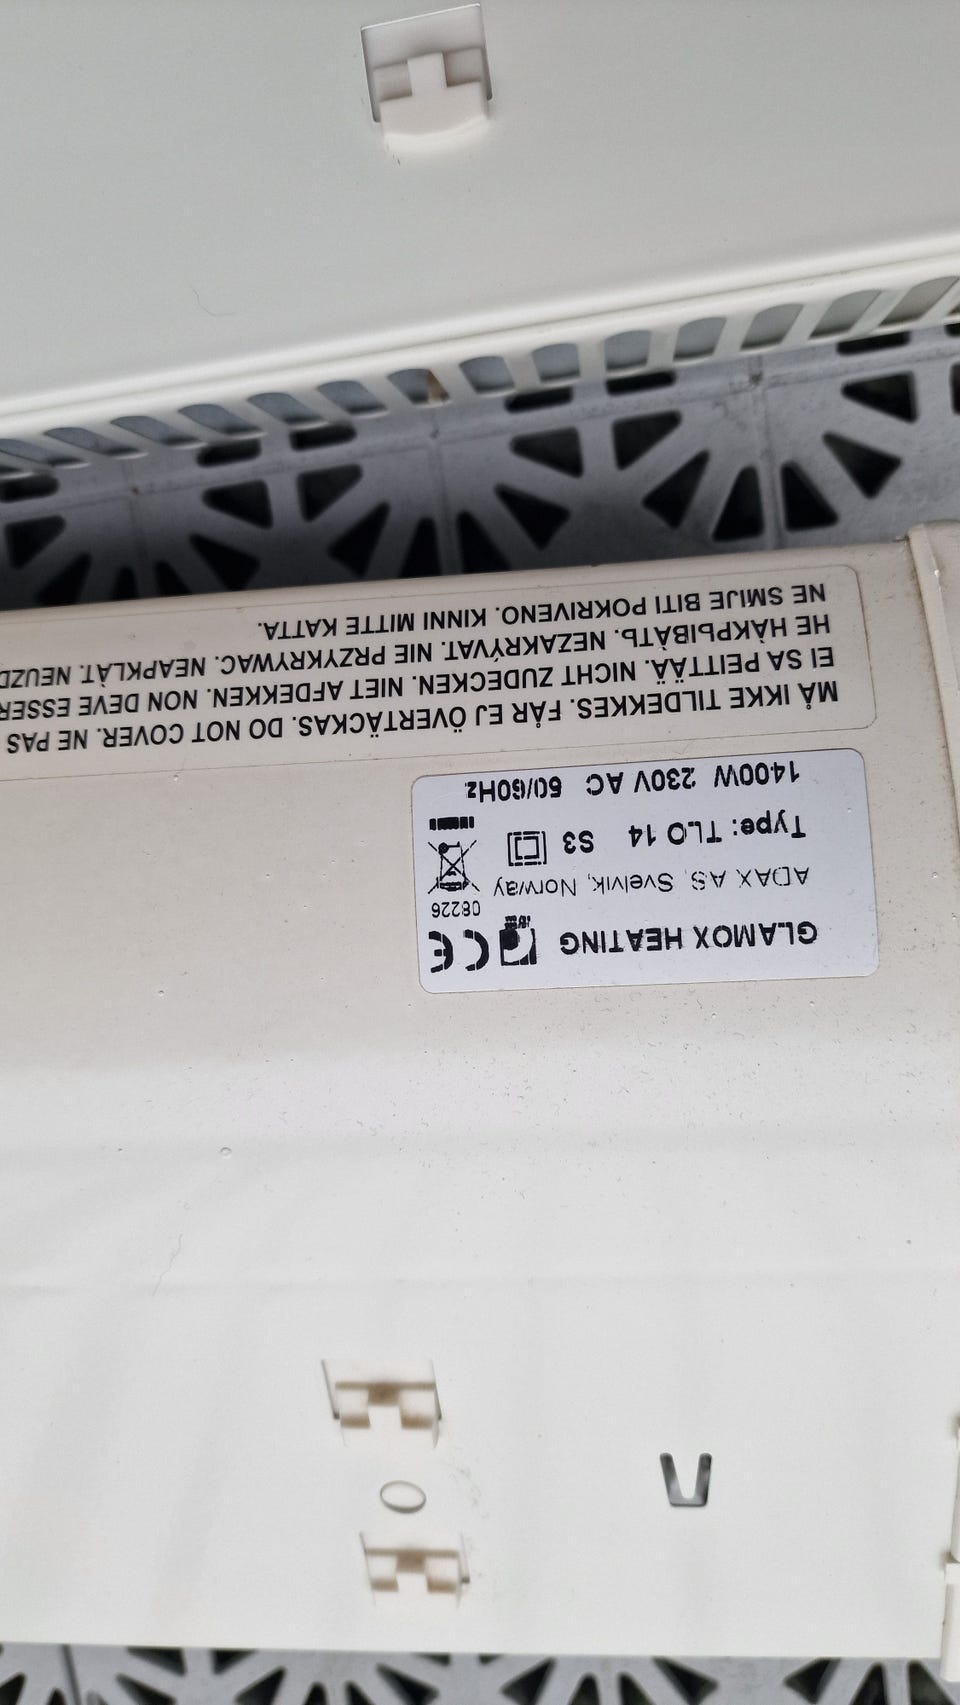 GLAMOX HEATING
08226
ADAX AS, Svelvik, Norway
Type: TLO 14 S3
1400W 230V AC 50/60Hz
MÅ IKKE TILDEKKES. FÅR EJ ÖVERTÄCKAS. DO NOT COVER. NE PAS
EI SA PEITTÄÄ. NICHT ZUDECKEN. NIET AFDEKKEN. NON DEVE ESSER
НЕ НАКРЫВАТЬ. NEZAKRÝVAT. NIE PRZYKRYWAC. NEAPKLÀT. NEUZD
NE SMIJE BITI POKRIVENO. KINNI MITTE KATTA.